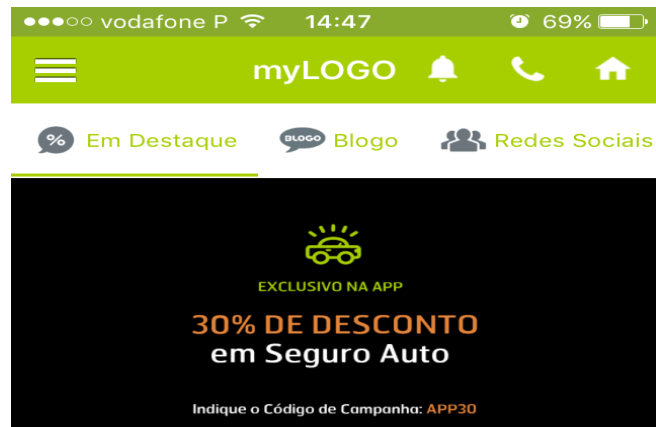 vodafone P 14:47 69%
myLOGO
% Em Destaque BLOGO Blogo Redes Sociais
EXCLUSIVO NA APP
30% DE DESCONTO
em Seguro Auto
Indique o Código de Campanha: APP30